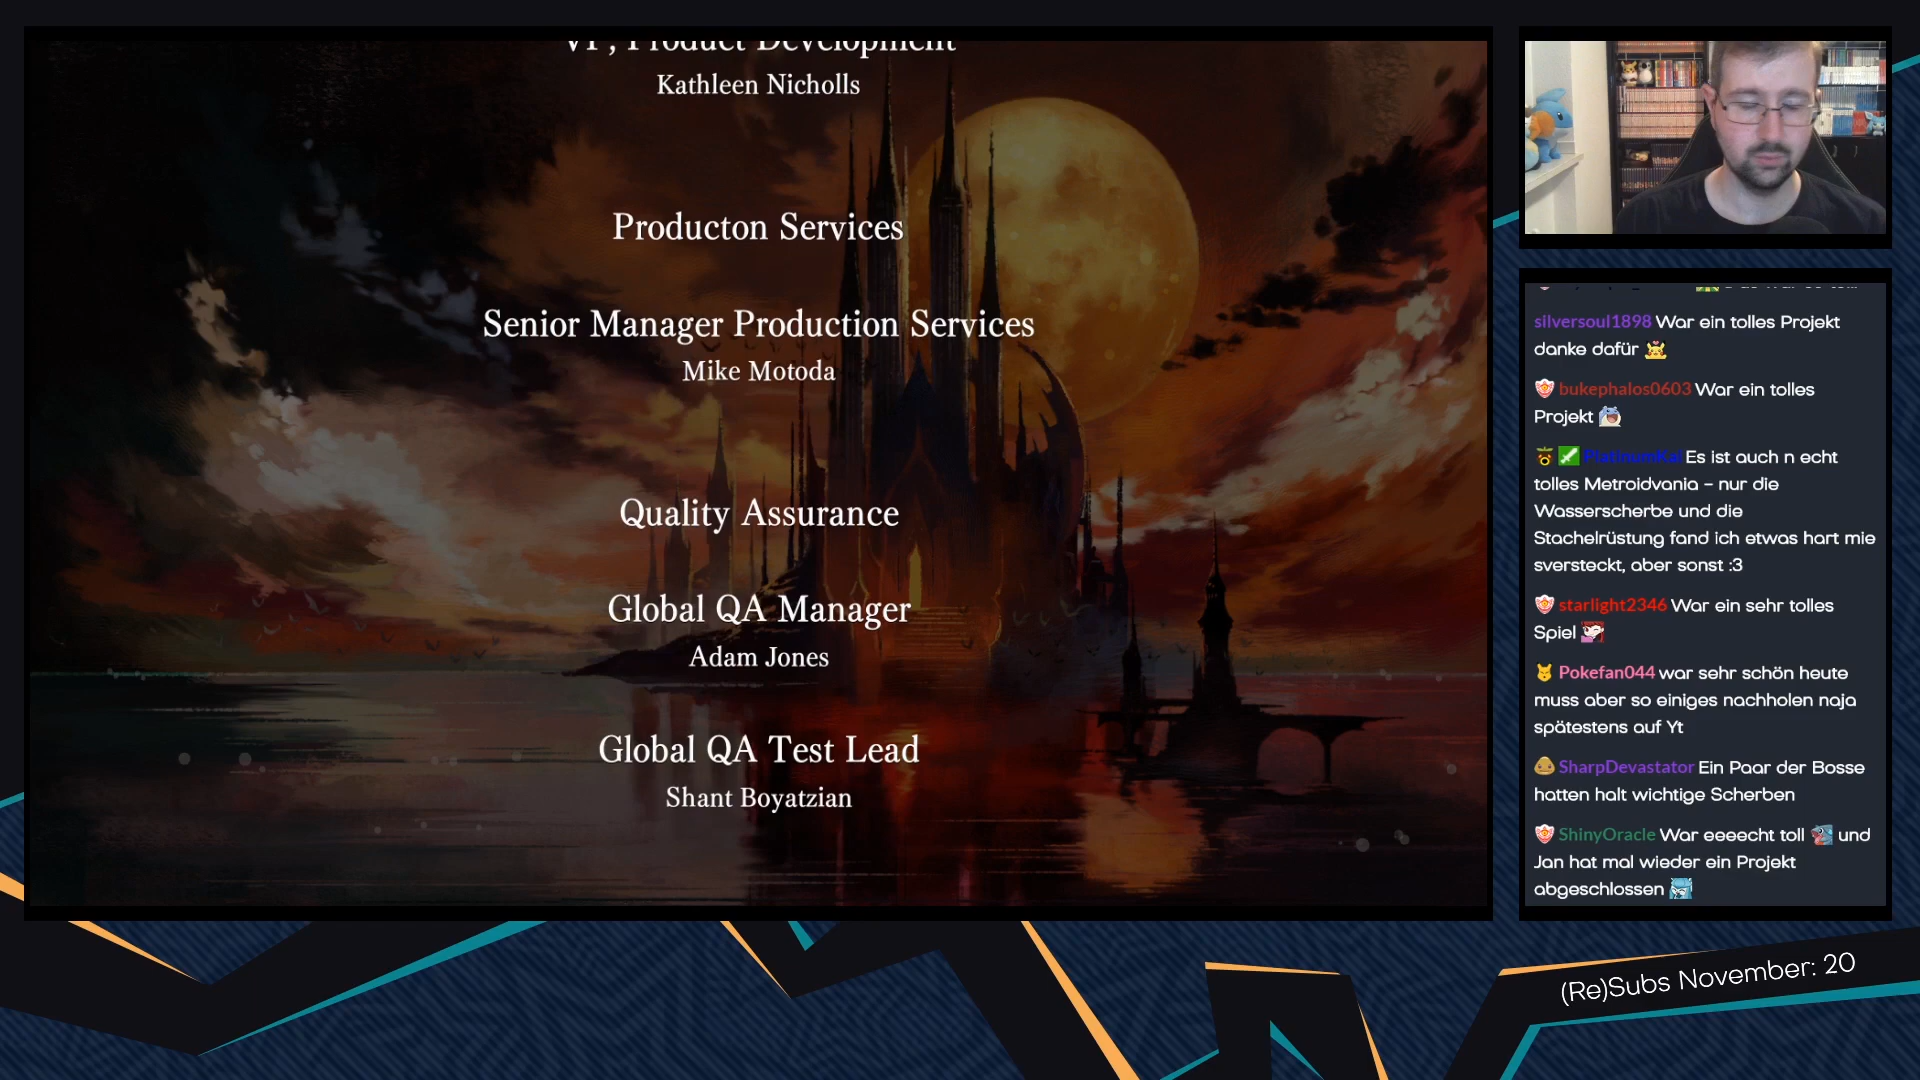 VP, Product Development
Kathleen Nicholls
Producton Services
Senior Manager Production Services
Mike Motoda
Quality Assurance
Global QA Manager
Adam Jones
Global QA Test Lead
Shant Boyatzian
silversoul1898 War ein tolles Projekt
danke dafür
bukephalos0603 War ein tolles
Projekt
PlatinumKai Es ist auch n echt
tolles Metroidvania - nur die
Wasserscherbe und die
Stachelrüstung fand ich etwas hart mie
sversteckt, aber sonst :3
starlight2346 War ein sehr tolles
Spiel
Pokefan044 war sehr schön heute
muss aber so einiges nachholen naja
spätestens auf Yt
SharpDevastator Ein Paar der Bosse
hatten halt wichtige Scherben
ShinyOracle War eeeecht toll und
Jan hat mal wieder ein Projekt
abgeschlossen
(Re)Subs November: 20